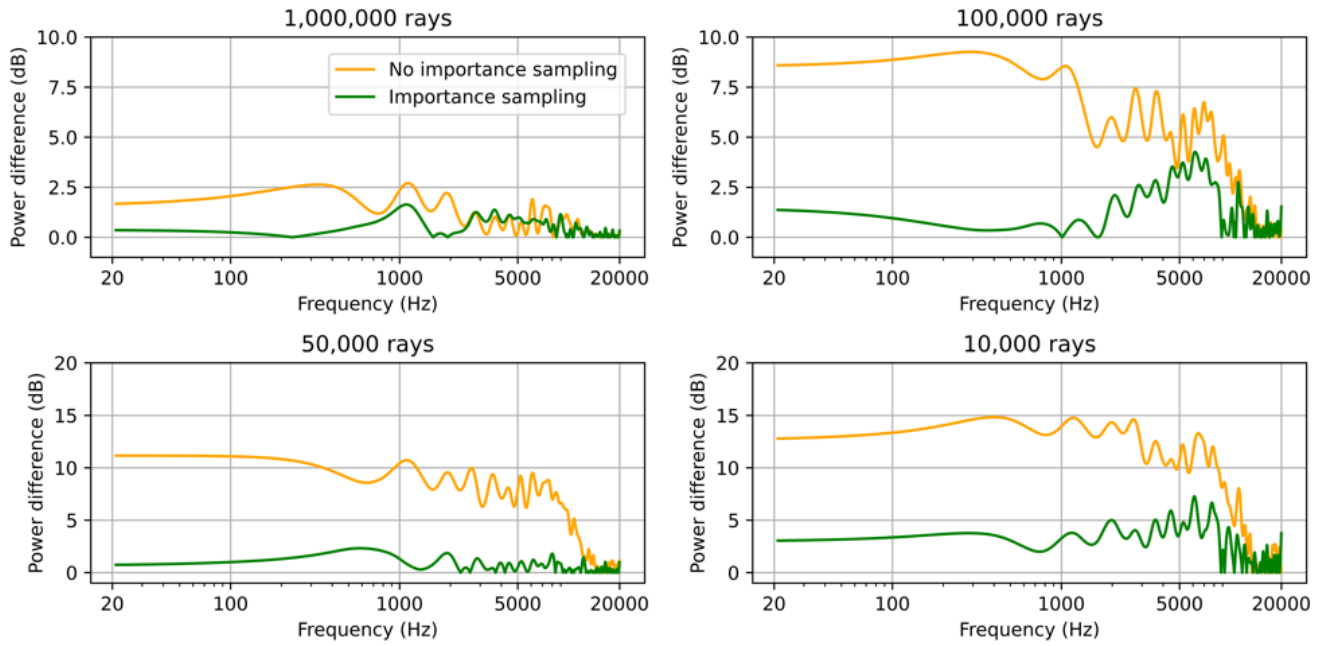 1,000,000 rays
10.0
7.5
5.0
2.5
0.0
Power difference (dB)
No importance sampling
Importance sampling
20 100 1000 5000 20000
Frequency (Hz)
100,000 rays
10.0
7.5
5.0
2.5
0.0
Power difference (dB)
20 100 1000 5000 20000
Frequency (Hz)
50,000 rays
20
15
10
5
0
Power difference (dB)
20 100 1000 5000 20000
Frequency (Hz)
10,000 rays
20
15
10
5
0
Power difference (dB)
20 100 1000 5000 20000
Frequency (Hz)